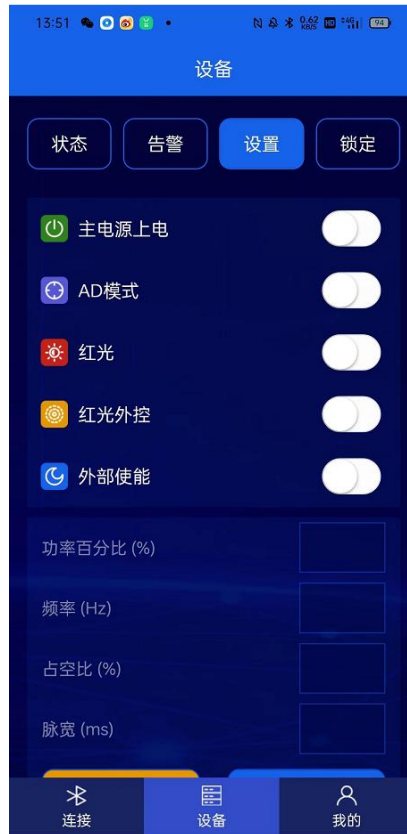 13:51 0.62 KB/S HD 4G 94
设备
状态 告警 设置 锁定
主电源上电
AD模式
红光
红光外控
外部使能
功率百分比 (%)
频率 (Hz)
占空比 (%)
脉宽 (ms)
连接 设备 我的